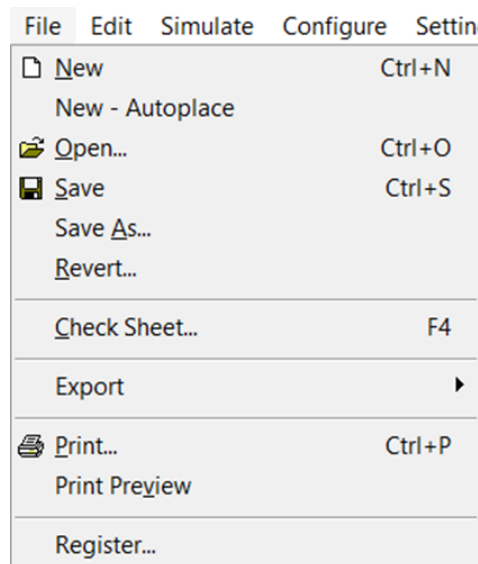 File Edit Simulate Configure Settin
New Ctrl+N
New - Autoplace
Open... Ctrl+O
Save Ctrl+S
Save As...
Revert...
Check Sheet... F4
Export
Print... Ctrl+P
Print Preview
Register...